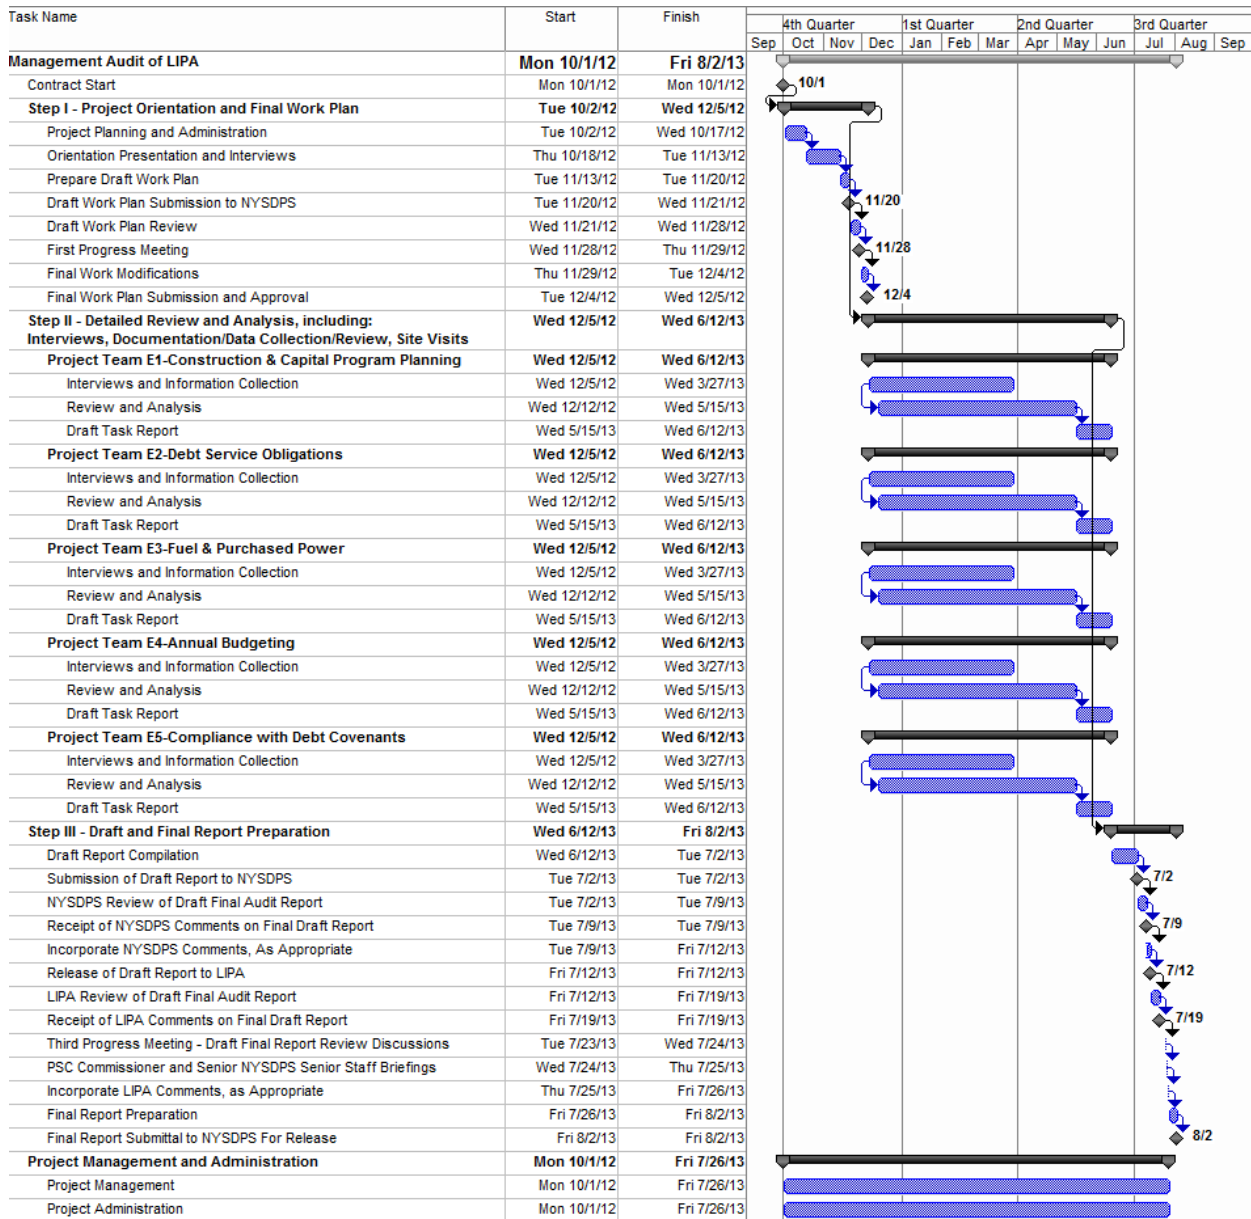 Task Name Start Finish
4th Quarter 1st Quarter 2nd Quarter 3rd Quarter
Sep Oct Nov Dec Jan Feb Mar Apr May Jun Jul Aug Sep
Management Audit of LIPA Mon 10/1/12 Fri 8/2/13
Contract Start Mon 10/1/12 Mon 10/1/12 10/1
Step I - Project Orientation and Final Work Plan Tue 10/2/12 Wed 12/5/12
Project Planning and Administration Tue 10/2/12 Wed 10/17/12
Orientation Presentation and Interviews Thu 10/18/12 Tue 11/13/12
Prepare Draft Work Plan Tue 11/13/12 Tue 11/20/12
Draft Work Plan Submission to NYSDPS Tue 11/20/12 Wed 11/21/12 11/20
Draft Work Plan Review Wed 11/21/12 Wed 11/28/12
First Progress Meeting Wed 11/28/12 Thu 11/29/12 11/28
Final Work Modifications Thu 11/29/12 Tue 12/4/12
Final Work Plan Submission and Approval Tue 12/4/12 Wed 12/5/12 12/4
Step II - Detailed Review and Analysis, including: Wed 12/5/12 Wed 6/12/13
Interviews, Documentation/Data Collection/Review, Site Visits
Project Team E1-Construction & Capital Program Planning Wed 12/5/12 Wed 6/12/13
Interviews and Information Collection Wed 12/5/12 Wed 3/27/13
Review and Analysis Wed 12/12/12 Wed 5/15/13
Draft Task Report Wed 5/15/13 Wed 6/12/13
Project Team E2-Debt Service Obligations Wed 12/5/12 Wed 6/12/13
Interviews and Information Collection Wed 12/5/12 Wed 3/27/13
Review and Analysis Wed 12/12/12 Wed 5/15/13
Draft Task Report Wed 5/15/13 Wed 6/12/13
Project Team E3-Fuel & Purchased Power Wed 12/5/12 Wed 6/12/13
Interviews and Information Collection Wed 12/5/12 Wed 3/27/13
Review and Analysis Wed 12/12/12 Wed 5/15/13
Draft Task Report Wed 5/15/13 Wed 6/12/13
Project Team E4-Annual Budgeting Wed 12/5/12 Wed 6/12/13
Interviews and Information Collection Wed 12/5/12 Wed 3/27/13
Review and Analysis Wed 12/12/12 Wed 5/15/13
Draft Task Report Wed 5/15/13 Wed 6/12/13
Project Team E5-Compliance with Debt Covenants Wed 12/5/12 Wed 6/12/13
Interviews and Information Collection Wed 12/5/12 Wed 3/27/13
Review and Analysis Wed 12/12/12 Wed 5/15/13
Draft Task Report Wed 5/15/13 Wed 6/12/13
Step III - Draft and Final Report Preparation Wed 6/12/13 Fri 8/2/13
Draft Report Compilation Wed 6/12/13 Tue 7/2/13
Submission of Draft Report to NYSDPS Tue 7/2/13 Tue 7/2/13 7/2
NYSDPS Review of Draft Final Audit Report Tue 7/2/13 Tue 7/9/13
Receipt of NYSDPS Comments on Final Draft Report Tue 7/9/13 Tue 7/9/13 7/9
Incorporate NYSDPS Comments, As Appropriate Tue 7/9/13 Fri 7/12/13
Release of Draft Report to LIPA Fri 7/12/13 Fri 7/12/13 7/12
LIPA Review of Draft Final Audit Report Fri 7/12/13 Fri 7/19/13
Receipt of LIPA Comments on Final Draft Report Fri 7/19/13 Fri 7/19/13 7/19
Third Progress Meeting - Draft Final Report Review Discussions Tue 7/23/13 Wed 7/24/13
PSC Commissioner and Senior NYSDPS Senior Staff Briefings Wed 7/24/13 Thu 7/25/13
Incorporate LIPA Comments, as Appropriate Thu 7/25/13 Fri 7/26/13
Final Report Preparation Fri 7/26/13 Fri 8/2/13
Final Report Submittal to NYSDPS For Release Fri 8/2/13 Fri 8/2/13 8/2
Project Management and Administration Mon 10/1/12 Fri 7/26/13
Project Management Mon 10/1/12 Fri 7/26/13
Project Administration Mon 10/1/12 Fri 7/26/13